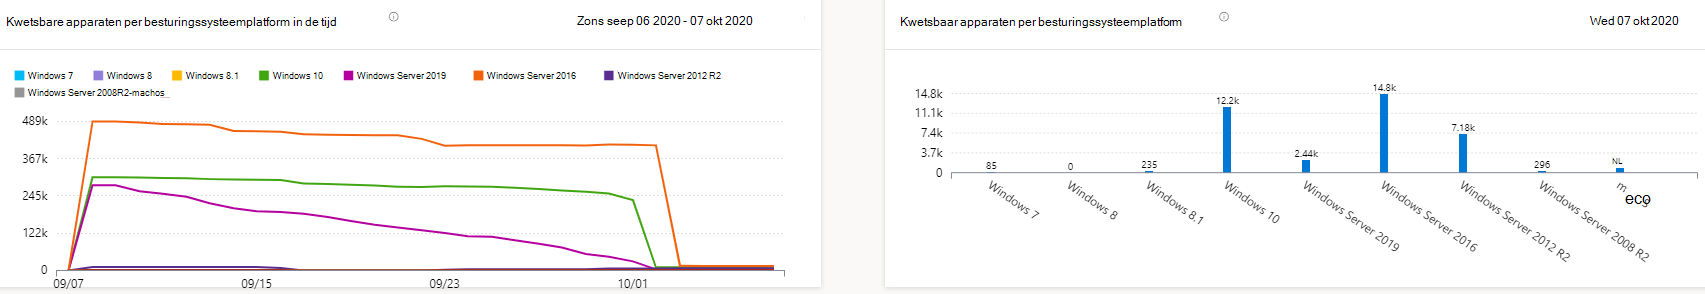 Kwetsbare apparaten per besturingssysteemplatform in de tijd
Zons seep 06 2020 - 07 okt 2020
Windows 7 Windows 8 Windows 8.1 Windows 10 Windows Server 2019 Windows Server 2016 Windows Server 2012 R2
Windows Server 2008R2-machos_
489k
367k
245k
122k
0
09/07 09/15 09/23 10/01
Kwetsbaar apparaten per besturingssysteemplatform
Wed 07 okt 2020
14.8k
11.1k
7.4k
3.7k
0
85 0 235 12.2k 2.44k 14.8k 7.18k 296 NL
Windows 7
Windows 8
Windows 8.1
Windows 10
Windows Server 2019
Windows Server 2016
Windows Server 2012 R2
Windows Server 2008 R2
eco